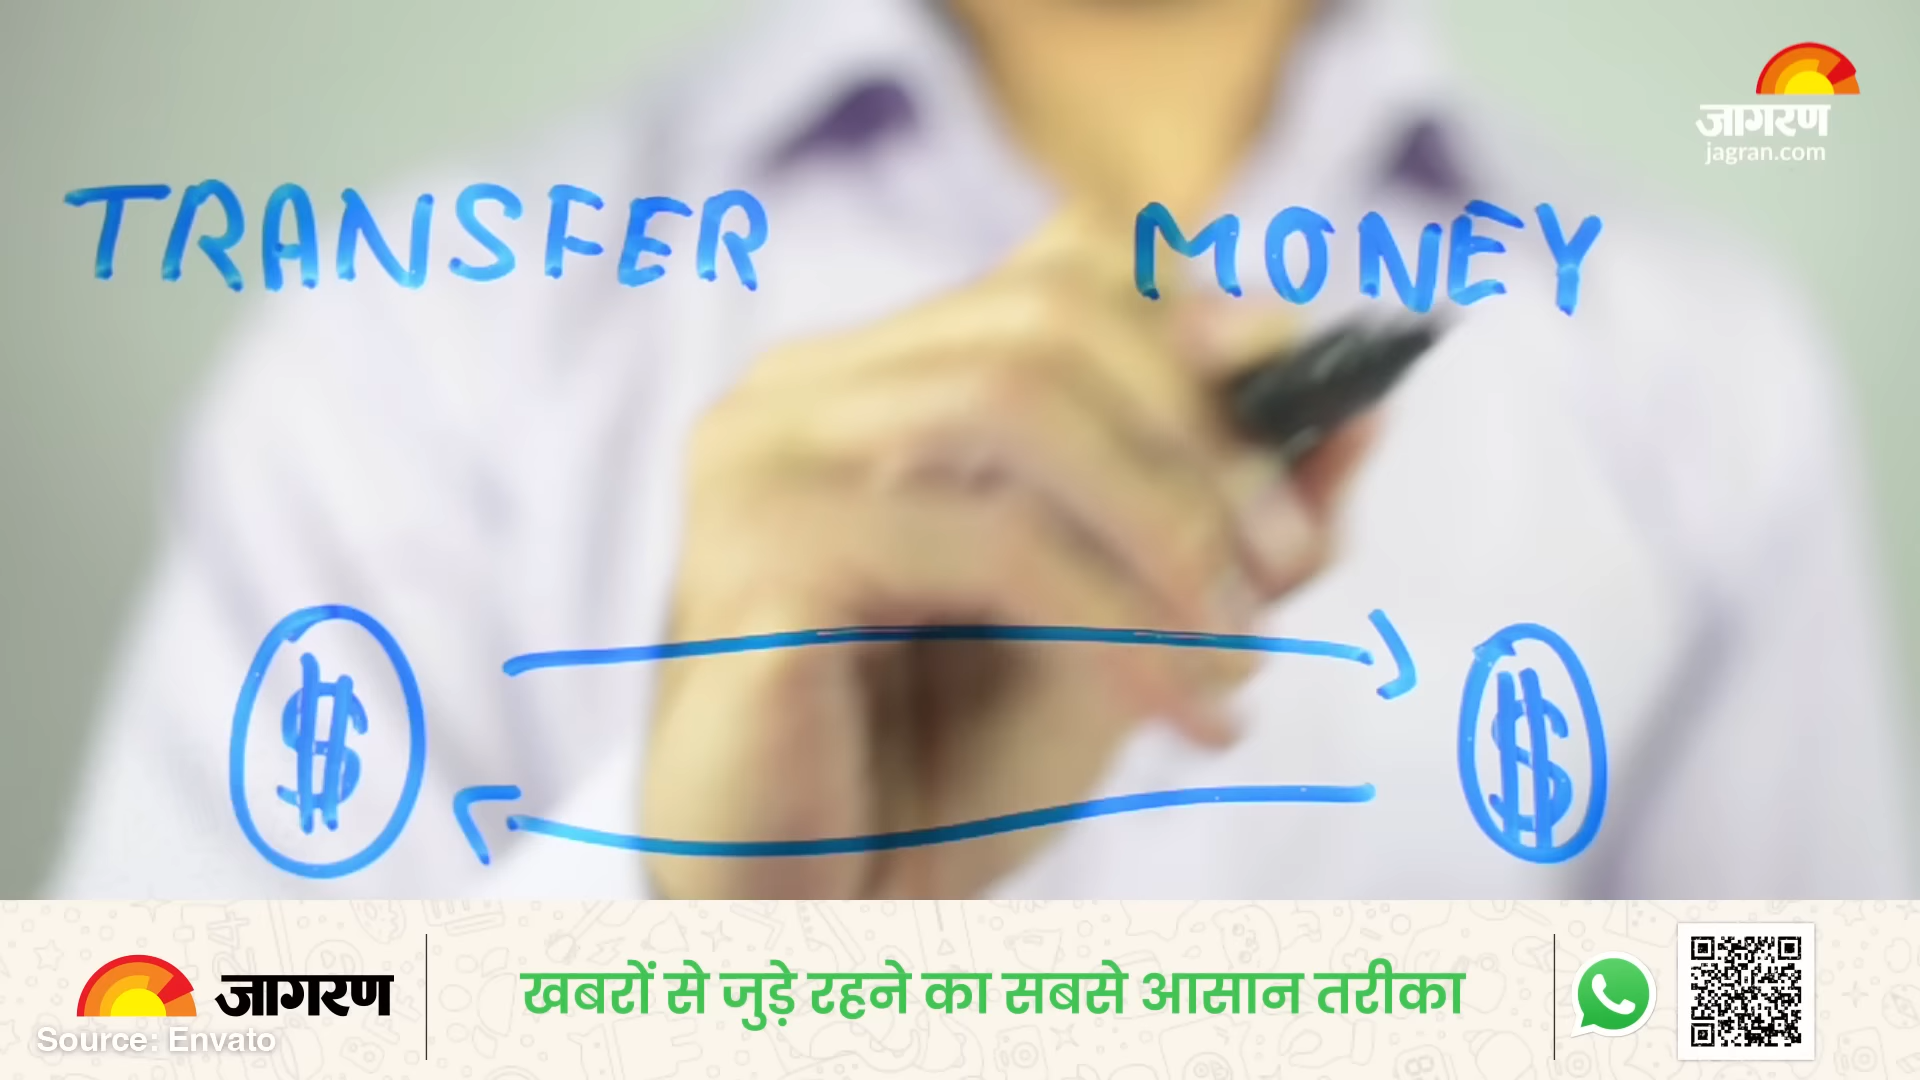 जागरण
jagran.com
TRANSFER MONEY
$ $
जागरण
खबरों से जुड़े रहने का सबसे आसान तरीका
Source: Envato